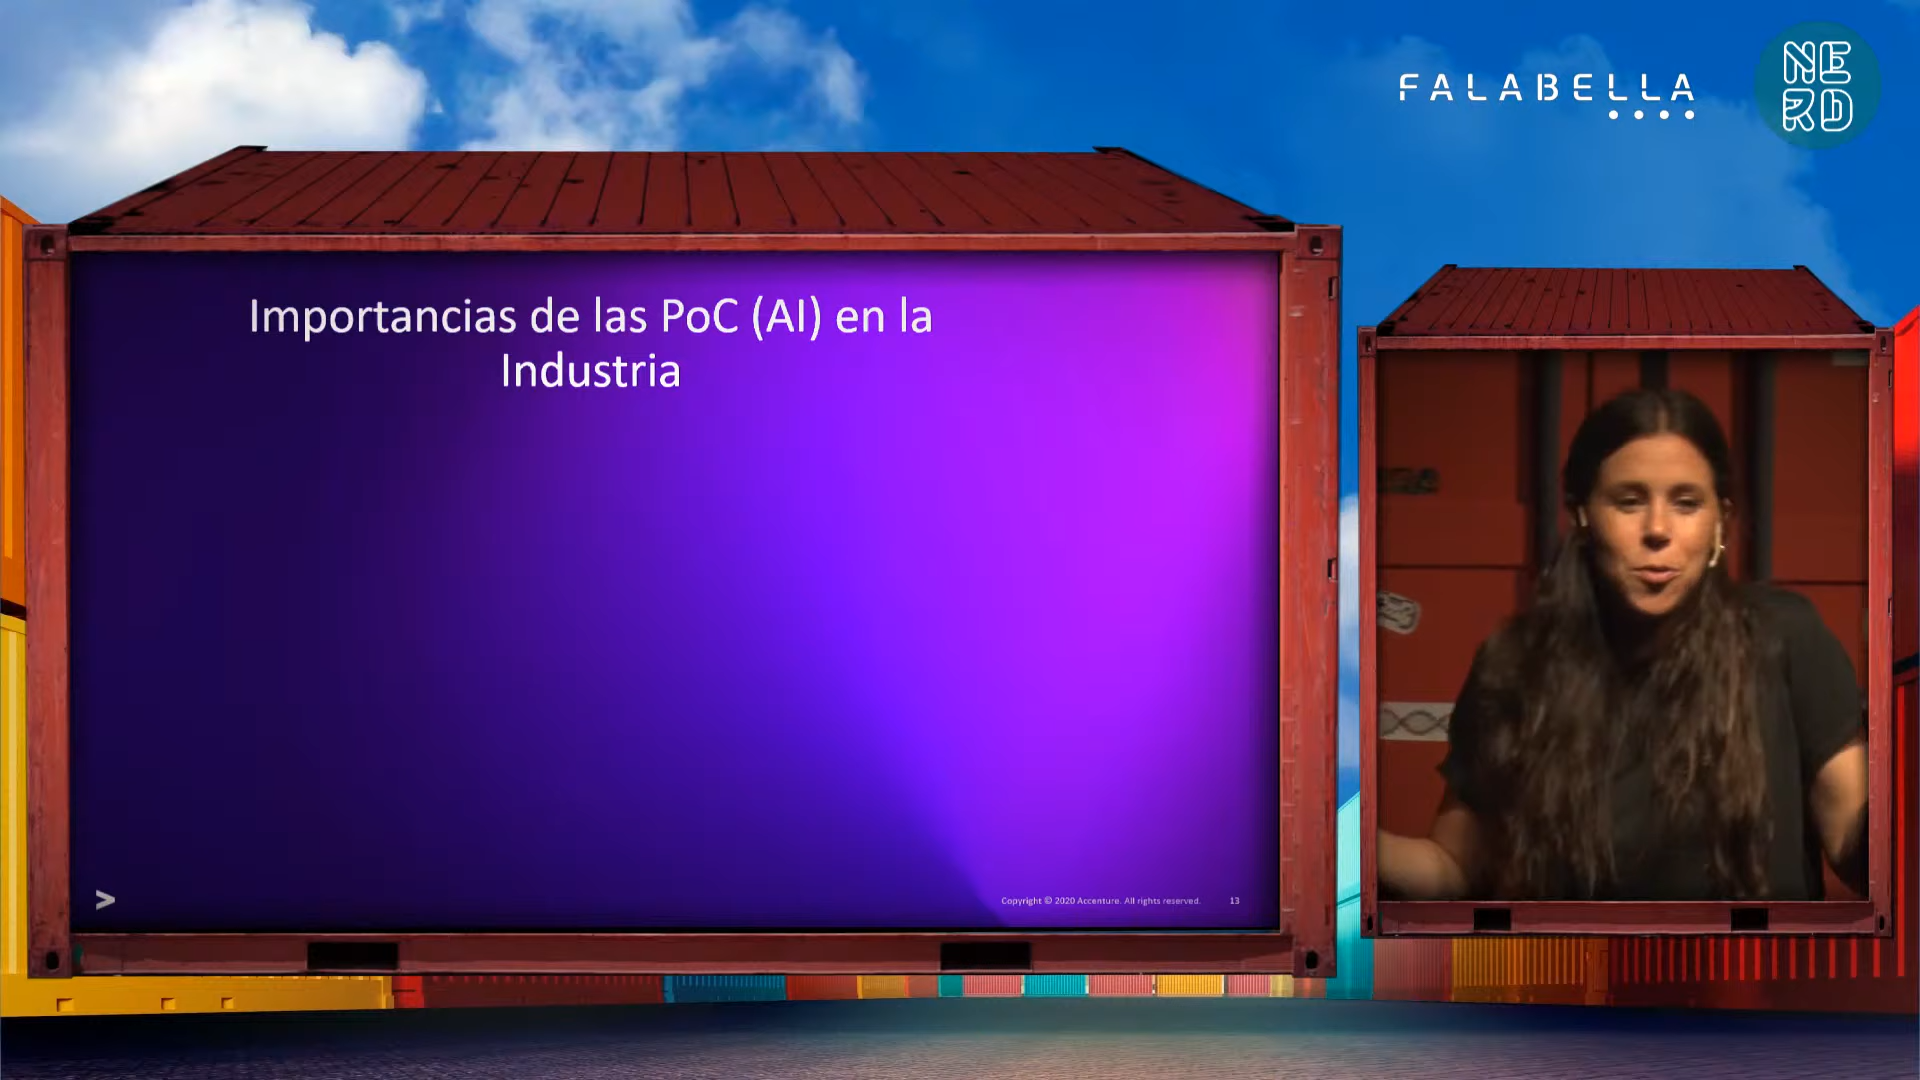 FALABELLA
NE
RD
Importancias de las PoC (AI) en la
Industria
>
Copyright © 2020 Accenture. All rights reserved. 13